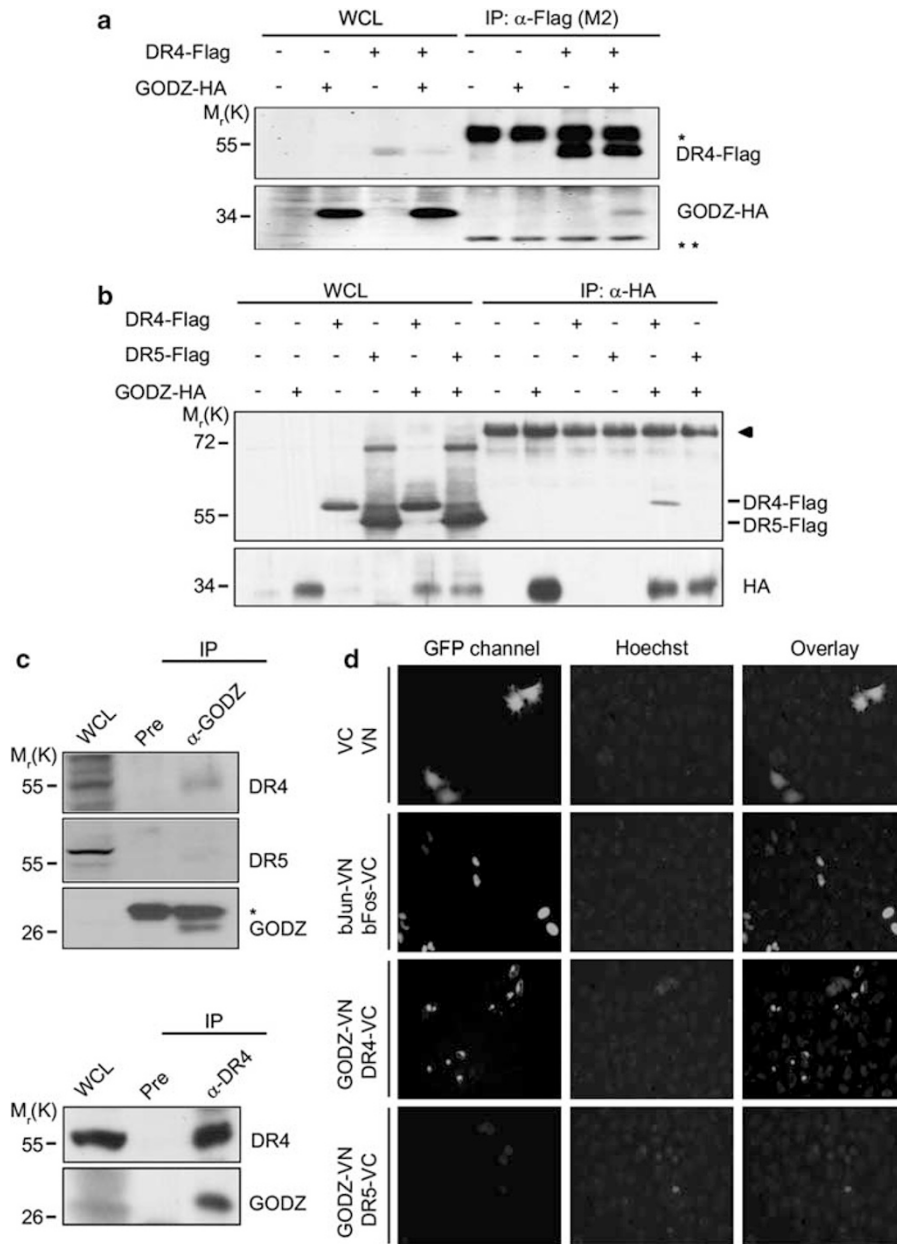 a
WCL IP: α-Flag (M2)
DR4-Flag - - + + - - + +
GODZ-HA - + - + - + - +
Mr(K)
55
*
DR4-Flag
34
GODZ-HA
**
b
WCL IP: α-HA
DR4-Flag - - + - + - - - + - + -
DR5-Flag - - - + - + - - - + - +
GODZ-HA - + - - + + - + - - + +
Mr(K)
72
55
DR4-Flag
DR5-Flag
34
HA
c
IP
WCL Pre α-GODZ
Mr(K)
55 DR4
55 DR5
*
26 GODZ
IP
WCL Pre α-DR4
Mr(K)
55 DR4
26 GODZ
d
GFP channel Hoechst Overlay
VC
VN
bJun-VN
bFos-VC
GODZ-VN
DR4-VC
GODZ-VN
DR5-VC